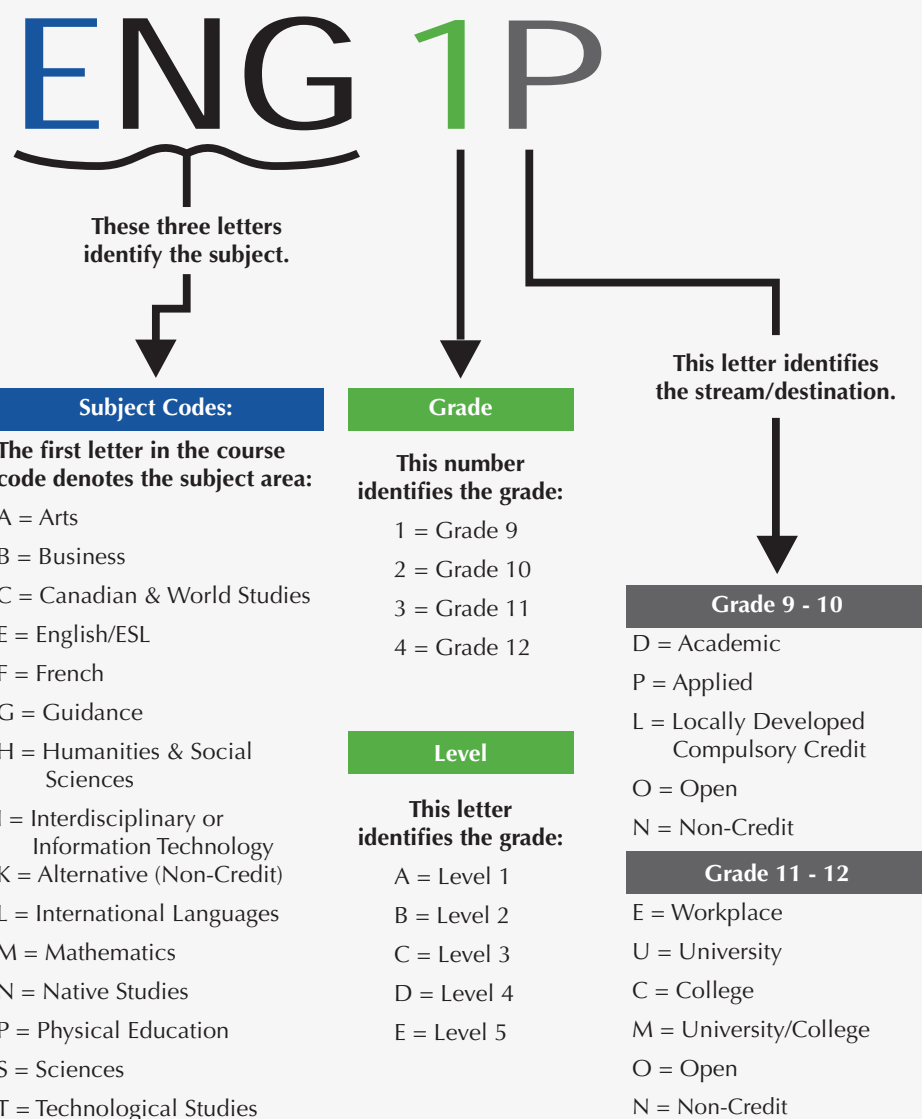 ENG 1P
These three letters
identify the subject.
Subject Codes:
The first letter in the course
code denotes the subject area:
A = Arts
B = Business
C = Canadian & World Studies
E = English/ESL
F = French
G = Guidance
H = Humanities & Social
Sciences
I = Interdisciplinary or
Information Technology
K = Alternative (Non-Credit)
L = International Languages
M = Mathematics
N = Native Studies
P = Physical Education
S = Sciences
T = Technological Studies
Grade
This number
identifies the grade:
1 = Grade 9
2 = Grade 10
3 = Grade 11
4 = Grade 12
Level
This letter
identifies the grade:
A = Level 1
B = Level 2
C = Level 3
D = Level 4
E = Level 5
This letter identifies
the stream/destination.
Grade 9 - 10
D = Academic
P = Applied
L = Locally Developed
Compulsory Credit
O = Open
N = Non-Credit
Grade 11 - 12
E = Workplace
U = University
C = College
M = University/College
O = Open
N = Non-Credit